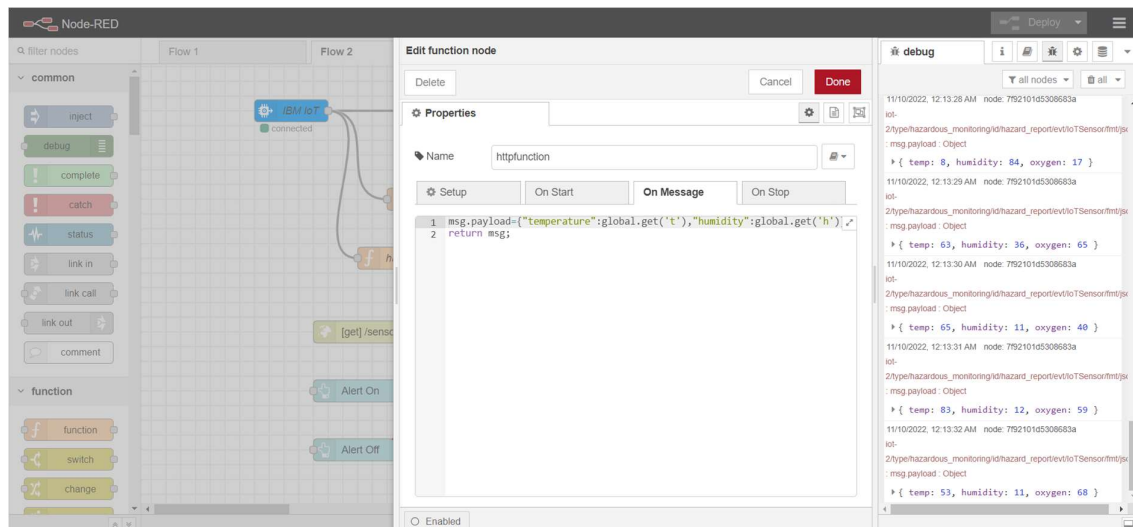 Node-RED
Deploy
filter nodes
Flow 1
Flow 2
Edit function node
debug
i
common
Delete
Cancel
Done
all nodes
all
inject
debug
complete
catch
status
link in
link call
link out
comment
function
function
switch
change
IBM IoT
connected
[get] /senso
Alert On
Alert Off
Properties
Name
httpfunction
Setup
On Start
On Message
On Stop
1 msg.payload={"temperature":global.get('t'),"humidity":global.get('h')
2 return msg;
Enabled
11/10/2022, 12:13:28 AM node: 7f92101d5308683a
iot-
2/type/hazardous_monitoring/id/hazard_report/evt/IoTSensor/fmt/jsc
: msg.payload : Object
{ temp: 8, humidity: 84, oxygen: 17 }
11/10/2022, 12:13:29 AM node: 7f92101d5308683a
iot-
2/type/hazardous_monitoring/id/hazard_report/evt/IoTSensor/fmt/jsc
: msg.payload : Object
{ temp: 63, humidity: 36, oxygen: 65 }
11/10/2022, 12:13:30 AM node: 7f92101d5308683a
iot-
2/type/hazardous_monitoring/id/hazard_report/evt/IoTSensor/fmt/jsc
: msg.payload : Object
{ temp: 65, humidity: 11, oxygen: 40 }
11/10/2022, 12:13:31 AM node: 7f92101d5308683a
iot-
2/type/hazardous_monitoring/id/hazard_report/evt/IoTSensor/fmt/jsc
: msg.payload : Object
{ temp: 83, humidity: 12, oxygen: 59 }
11/10/2022, 12:13:32 AM node: 7f92101d5308683a
iot-
2/type/hazardous_monitoring/id/hazard_report/evt/IoTSensor/fmt/jsc
: msg.payload : Object
{ temp: 53, humidity: 11, oxygen: 68 }